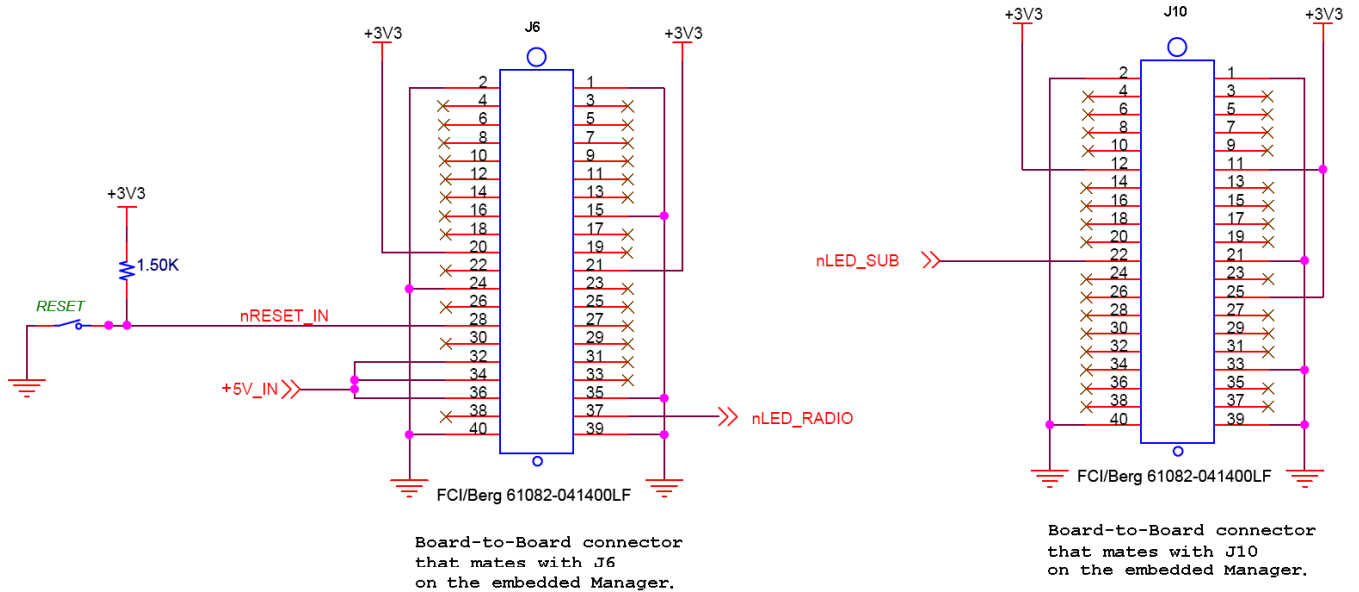 J6
+3V3
+3V3
2 1
4 3
6 5
8 7
10 9
12 11
14 13
16 15
18 17
20 19
22 21
24 23
26 25
28 27
30 29
32 31
34 33
36 35
38 37
40 39
+3V3
1.50K
RESET
nRESET_IN
+5V_IN
nLED_RADIO
FCI/Berg 61082-041400LF
Board-to-Board connector
that mates with J6
on the embedded Manager.
J10
+3V3
+3V3
2 1
4 3
6 5
8 7
10 9
12 11
14 13
16 15
18 17
20 19
22 21
24 23
26 25
28 27
30 29
32 31
34 33
36 35
38 37
40 39
nLED_SUB
FCI/Berg 61082-041400LF
Board-to-Board connector
that mates with J10
on the embedded Manager.